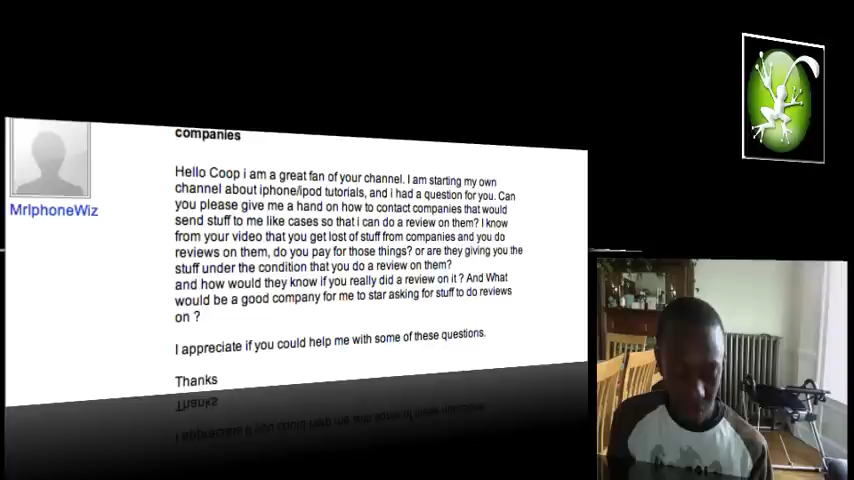 companies
Hello Coop i am a great fan of your channel. I am starting my own
channel about iphone/ipod tutorials, and i had a question for you. Can
you please give me a hand on how to contact companies that would
send stuff to me like cases so that i can do a review on them? I know
from your video that you get lost of stuff from companies and you do
reviews on them, do you pay for those things? or are they giving you the
stuff under the condition that you do a review on them?
and how would they know if you really did a review on it ? And What
would be a good company for me to star asking for stuff to do reviews
on ?
I appreciate if you could help me with some of these questions.
Thanks
MrIphoneWiz